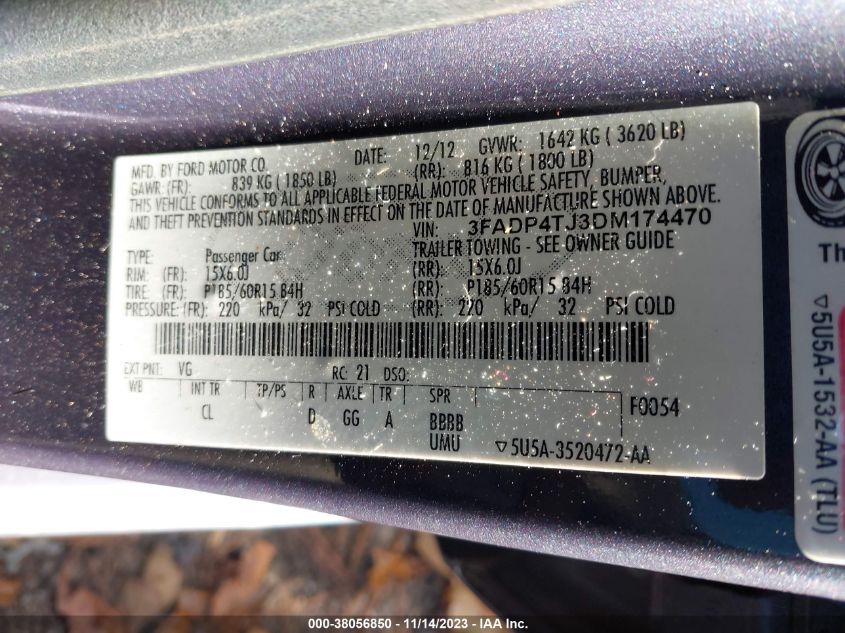 MFD. BY FORD MOTOR CO.
DATE: 12/12 GVWR: 1642 KG ( 3620 LB)
GAWR: (FR): 839 KG ( 1850 LB) (RR): 816 KG ( 1800 LB)
THIS VEHICLE CONFORMS TO ALL APPLICABLE FEDERAL MOTOR VEHICLE SAFETY, BUMPER,
AND THEFT PREVENTION STANDARDS IN EFFECT ON THE DATE OF MANUFACTURE SHOWN ABOVE.
VIN: 3FADP4TJ3DM174470
TYPE: Passenger Car TRAILER TOWING - SEE OWNER GUIDE
RIM: (FR): 15X6.0J (RR): 15X6.0J
TIRE: (FR): P185/60R15 84H (RR): P185/60R15 84H
PRESSURE: (FR): 220 kPa/ 32 PSI COLD (RR): 220 kPa/ 32 PSI COLD
EXT PNT: VG RC: 21 DSO:
WB INT TR TP/PS R AXLE TR SPR
CL D GG A BBBB F0054
UMU ▽5U5A-3520472-AA
Th
▽5U5A-1532-AA (TLU)
000-38056850 - 11/14/2023 - IAAI.com